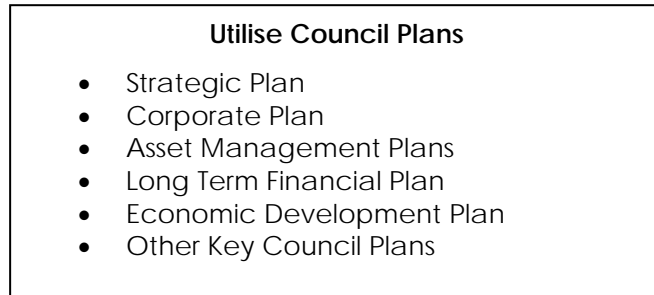 Utilise Council Plans
• Strategic Plan
• Corporate Plan
• Asset Management Plans
• Long Term Financial Plan
• Economic Development Plan
• Other Key Council Plans